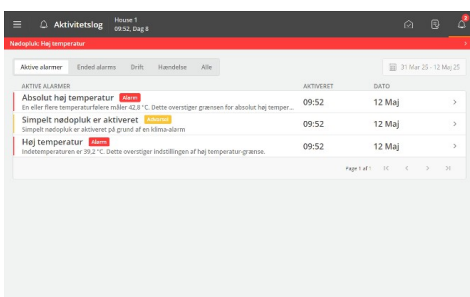 Aktivitetslog
House 1
09:52, Dag 8
3
Nødopluk: Høj temperatur
Aktive alarmer
Ended alarms
Drift
Hændelse
Alle
31 Mar 25 - 12 Maj 25
AKTIVE ALARMER
AKTIVERET
DATO
Absolut høj temperatur Alarm
09:52
12 Maj
En eller flere temperaturfølere måler 42,8 °C. Dette overstiger grænsen for absolut høj temper...
Simpelt nødopluk er aktiveret Advarsel
09:52
12 Maj
Simpelt nødopluk er aktiveret på grund af en klima-alarm
Høj temperatur Alarm
09:52
12 Maj
Indetemperaturen er 39,2 °C. Dette overstiger indstillingen af høj temperatur-grænse.
Page 1 af 1